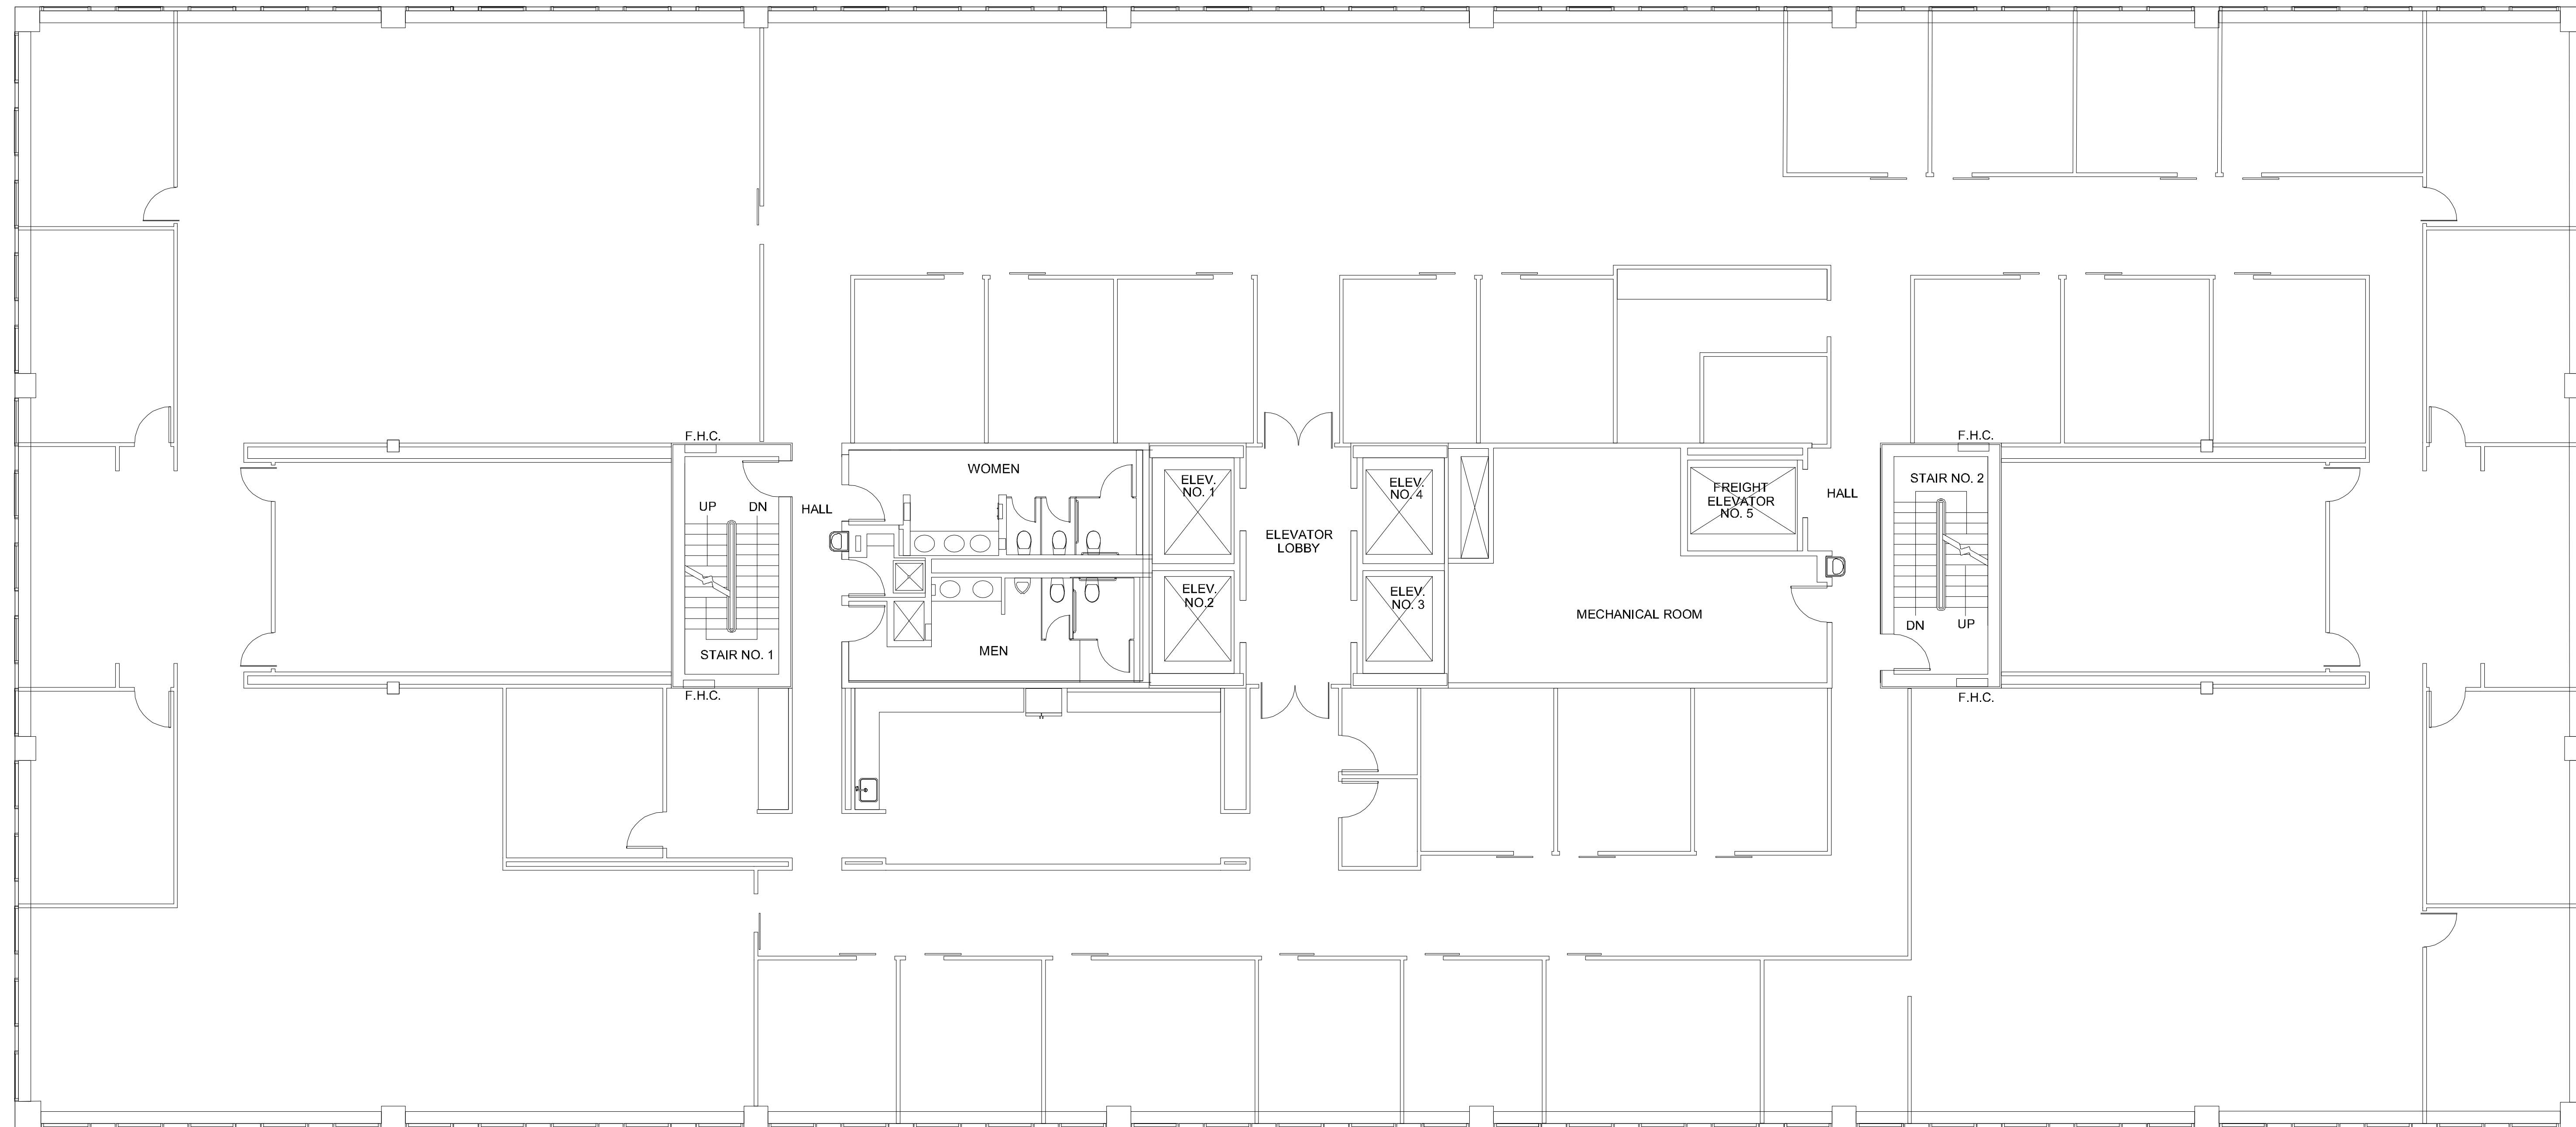 F.H.C.
F.H.C.
WOMEN
ELEV.
NO. 1
ELEV.
NO. 4
FREIGHT
ELEVATOR
NO. 5
HALL
STAIR NO. 2
UP
DN
HALL
ELEVATOR
LOBBY
ELEV.
NO.2
ELEV.
NO. 3
MECHANICAL ROOM
DN
UP
STAIR NO. 1
MEN
F.H.C.
F.H.C.